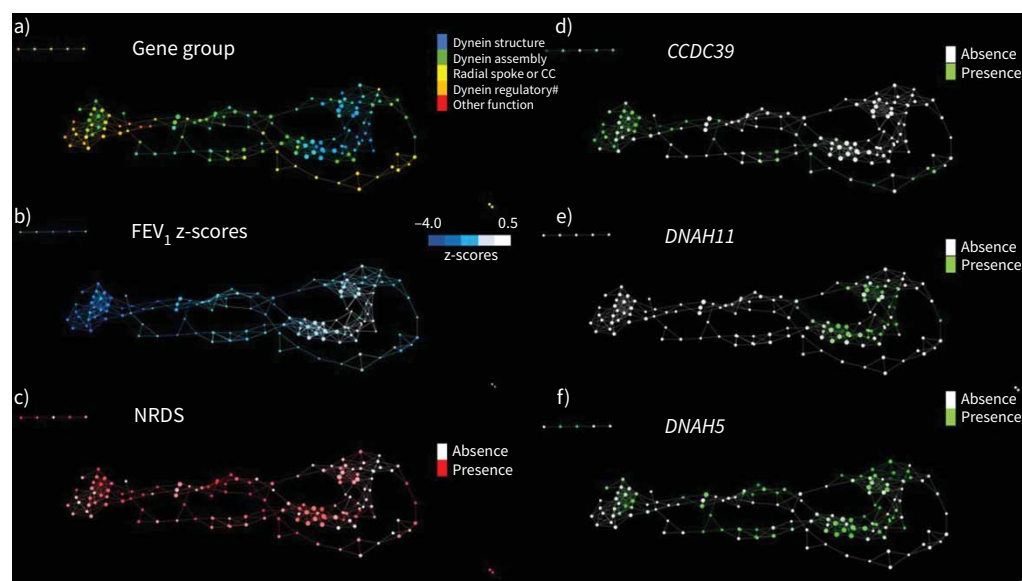 a)
Gene group
Dynein structure
Dynein assembly
Radial spoke or CC
Dynein regulatory#
Other function
b)
FEV1 z-scores
−4.0 0.5
z-scores
c)
NRDS
Absence
Presence
d)
CCDC39
Absence
Presence
e)
DNAH11
Absence
Presence
f)
DNAH5
Absence
Presence